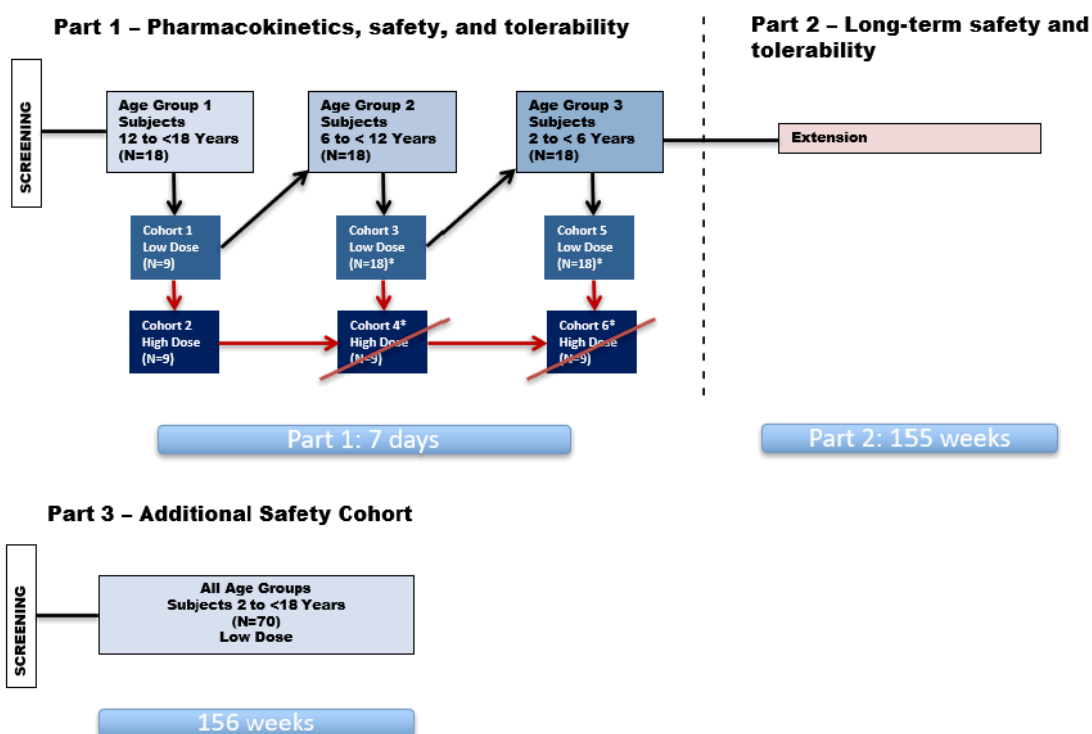 Part 1 – Pharmacokinetics, safety, and tolerability
Part 2 – Long-term safety and
tolerability
SCREENING
Age Group 1
Subjects
12 to <18 Years
(N=18)
Age Group 2
Subjects
6 to < 12 Years
(N=18)
Age Group 3
Subjects
2 to < 6 Years
(N=18)
Extension
Cohort 1
Low Dose
(N=9)
Cohort 3
Low Dose
(N=18)*
Cohort 5
Low Dose
(N=18)*
Cohort 2
High Dose
(N=9)
Cohort 4*
High Dose
(N=9)
Cohort 6*
High Dose
(N=9)
Part 1: 7 days
Part 2: 155 weeks
Part 3 – Additional Safety Cohort
SCREENING
All Age Groups
Subjects 2 to <18 Years
(N=70)
Low Dose
156 weeks